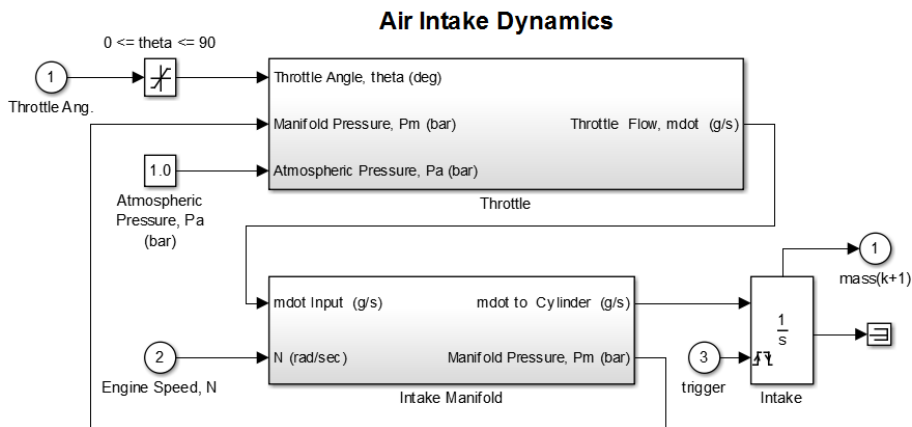 Air Intake Dynamics
0 <= theta <= 90
1
Throttle Ang.
Throttle Angle, theta (deg)
Manifold Pressure, Pm (bar)
Throttle Flow, mdot (g/s)
Atmospheric Pressure, Pa (bar)
Throttle
1.0
Atmospheric
Pressure, Pa
(bar)
mdot Input (g/s)
mdot to Cylinder (g/s)
N (rad/sec)
Manifold Pressure, Pm (bar)
Intake Manifold
2
Engine Speed, N
3
trigger
1
s
Intake
1
mass(k+1)